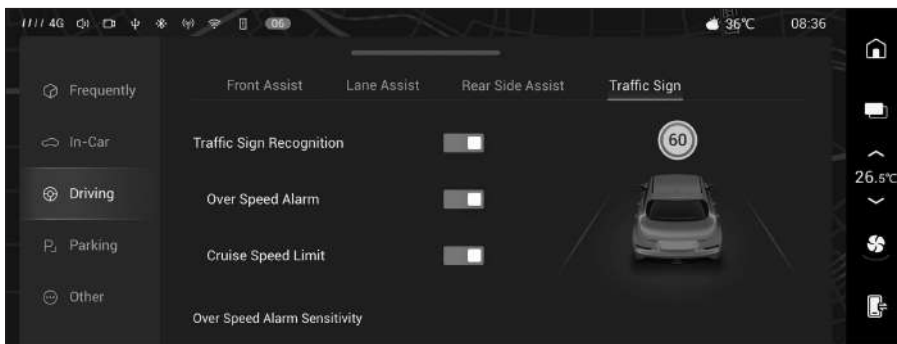 4G 06 36℃ 08:36
Front Assist Lane Assist Rear Side Assist Traffic Sign
Frequently
In-Car
Driving
Parking
Other
Traffic Sign Recognition
Over Speed Alarm
Cruise Speed Limit
Over Speed Alarm Sensitivity
60
26.5℃